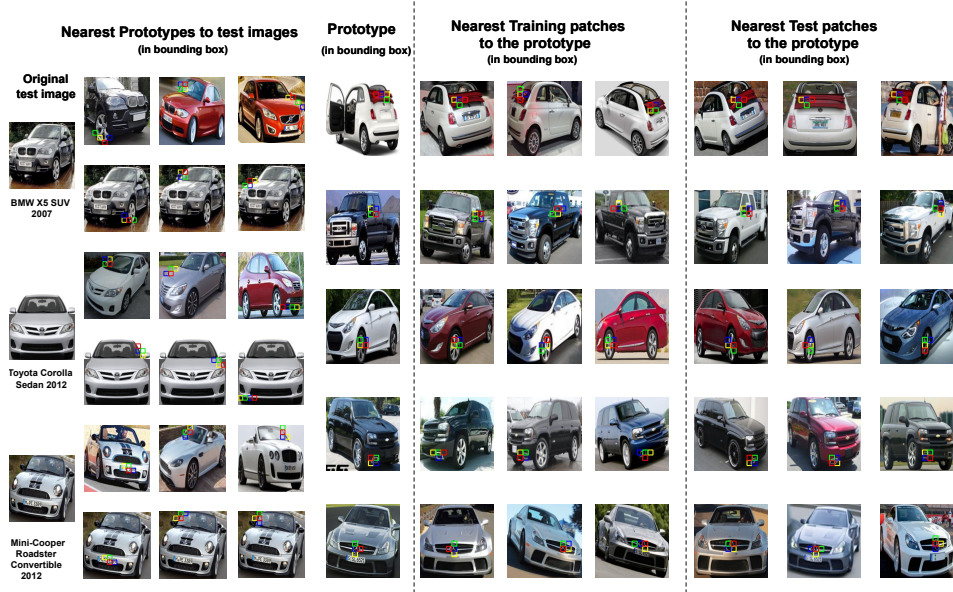 Nearest Prototypes to test images
(in bounding box)
Prototype
(in bounding box)
Nearest Training patches
to the prototype
(in bounding box)
Nearest Test patches
to the prototype
(in bounding box)
Original
test image
BMW X5 SUV
2007
Toyota Corolla
Sedan 2012
Mini-Cooper
Roadster
Convertible
2012